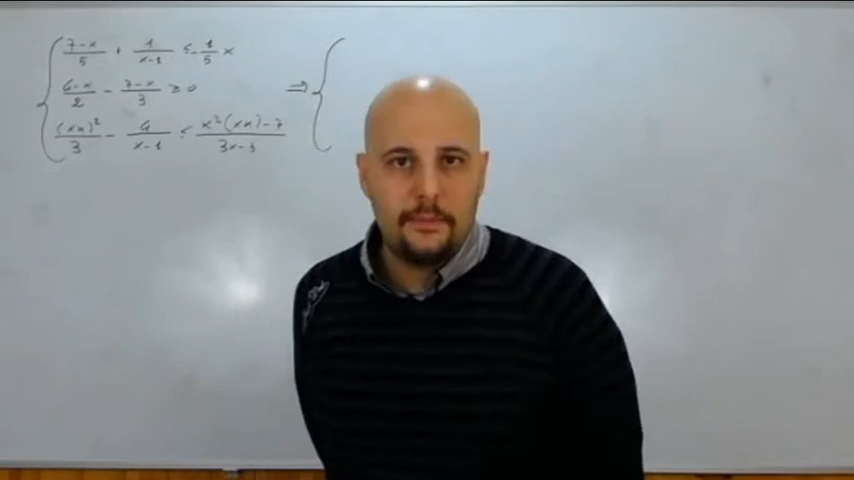 (7-x)/5 + 1/(x-1) ≤ -1/5 x
(4-x)/2 - (7-x)/3 ≥ 0 ⇒ {
(x+1)²/3 - 4/(x-1) ≤ (x²(x+1)-7)/(3x-3)